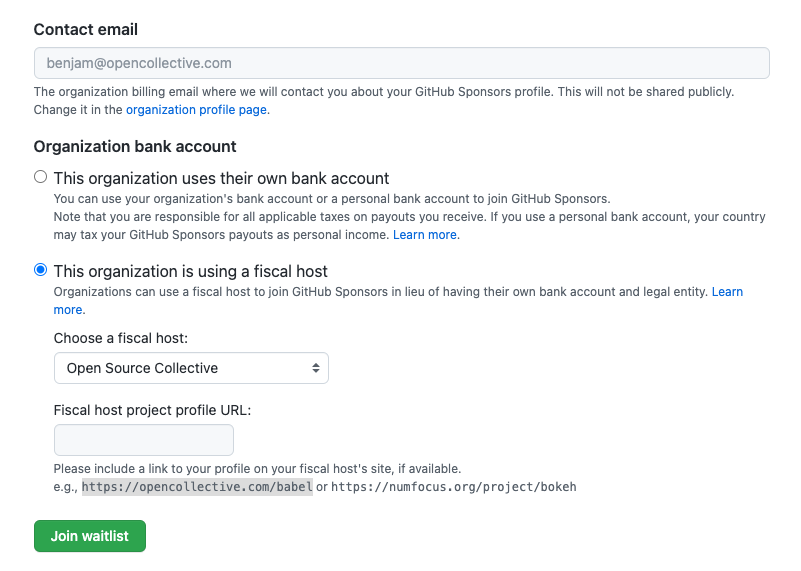 Contact email
benjam@opencollective.com
The organization billing email where we will contact you about your GitHub Sponsors profile. This will not be shared publicly.
Change it in the organization profile page.
Organization bank account
This organization uses their own bank account
You can use your organization's bank account or a personal bank account to join GitHub Sponsors.
Note that you are responsible for all applicable taxes on payouts you receive. If you use a personal bank account, your country
may tax your GitHub Sponsors payouts as personal income. Learn more.
This organization is using a fiscal host
Organizations can use a fiscal host to join GitHub Sponsors in lieu of having their own bank account and legal entity. Learn
more.
Choose a fiscal host:
Open Source Collective
Fiscal host project profile URL:
Please include a link to your profile on your fiscal host's site, if available.
e.g., https://opencollective.com/babel or https://numfocus.org/project/bokeh
Join waitlist